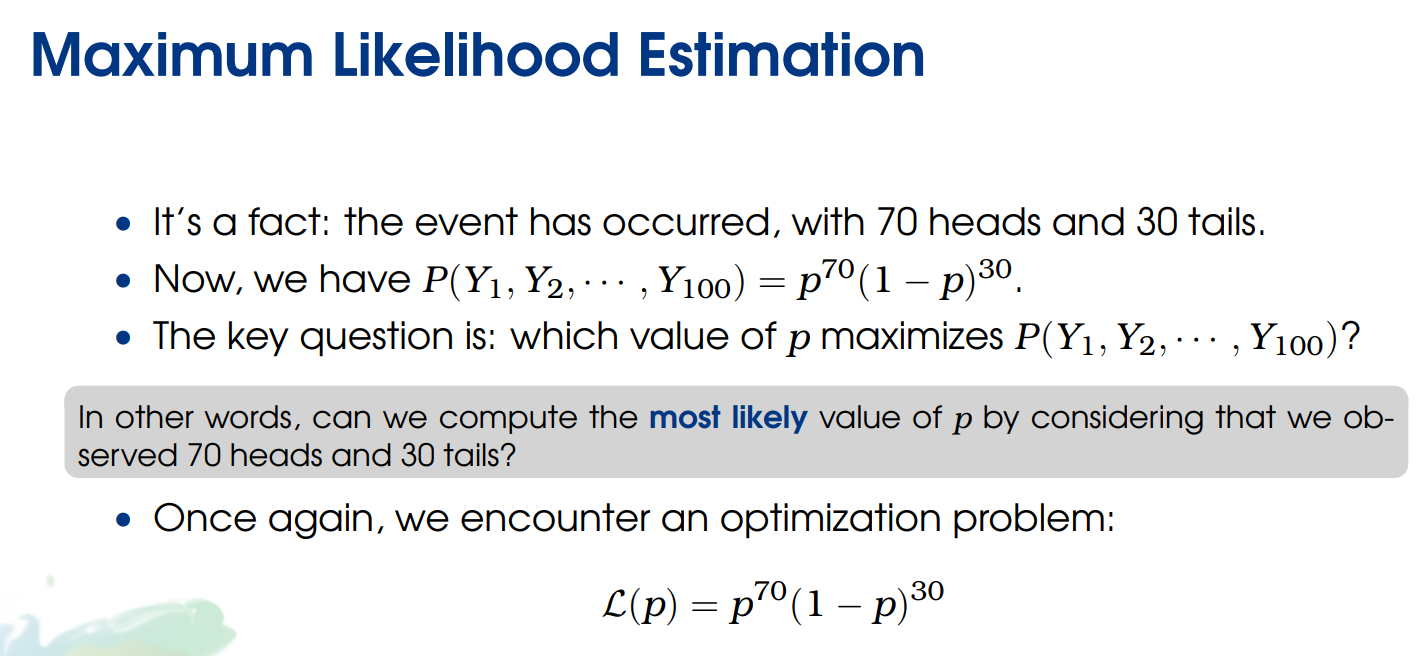 Maximum Likelihood Estimation
• It's a fact: the event has occurred, with 70 heads and 30 tails.
• Now, we have $P(Y_1, Y_2, \cdots, Y_{100}) = p^{70}(1 - p)^{30}$.
• The key question is: which value of $p$ maximizes $P(Y_1, Y_2, \cdots, Y_{100})$?
In other words, can we compute the most likely value of $p$ by considering that we ob-
served 70 heads and 30 tails?
• Once again, we encounter an optimization problem:
$\mathcal{L}(p) = p^{70}(1 - p)^{30}$